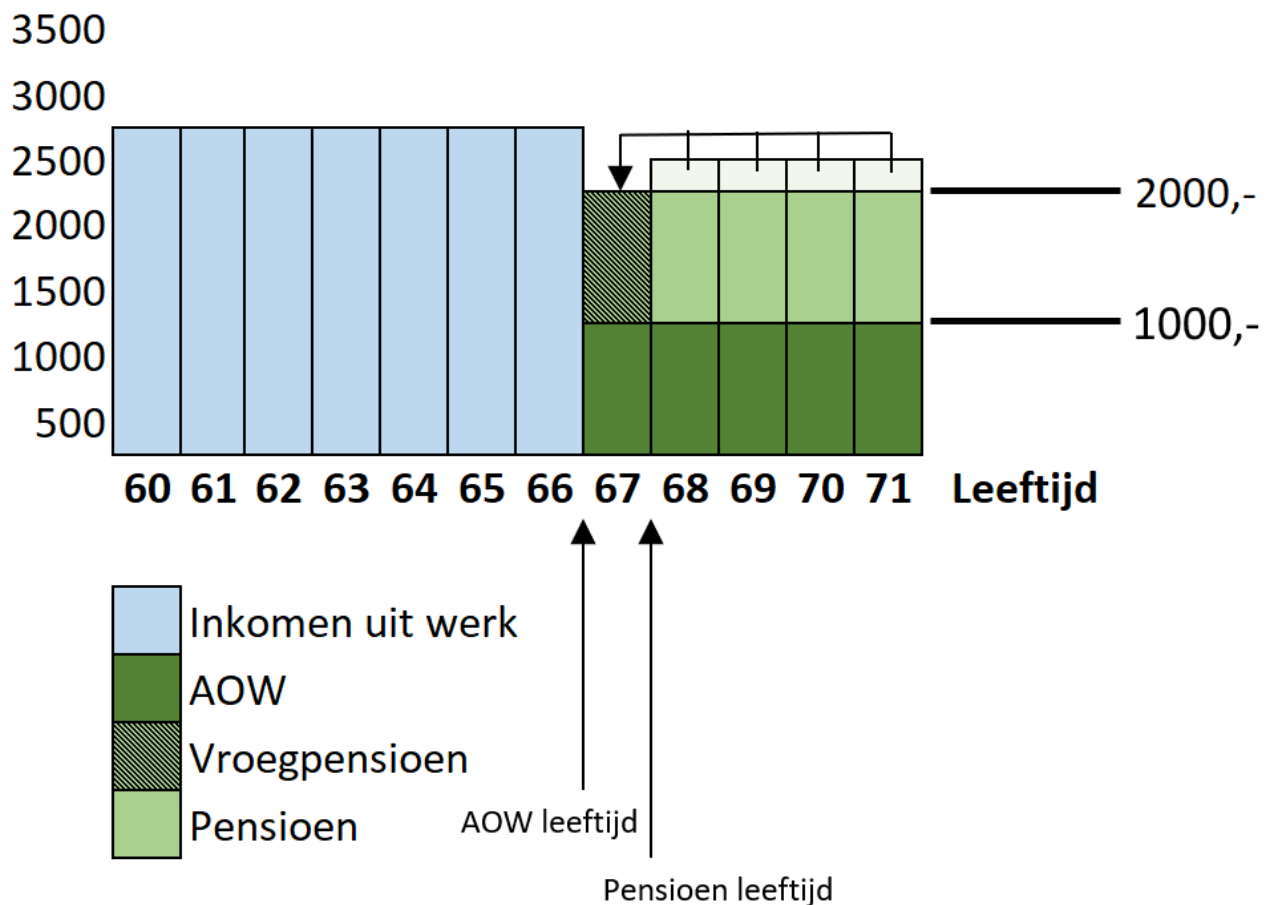 3500
3000
2500
2000
1500
1000
500
2000,-
1000,-
60 61 62 63 64 65 66 67 68 69 70 71 Leeftijd
Inkomen uit werk
AOW
Vroegpensioen
Pensioen
AOW leeftijd
Pensioen leeftijd